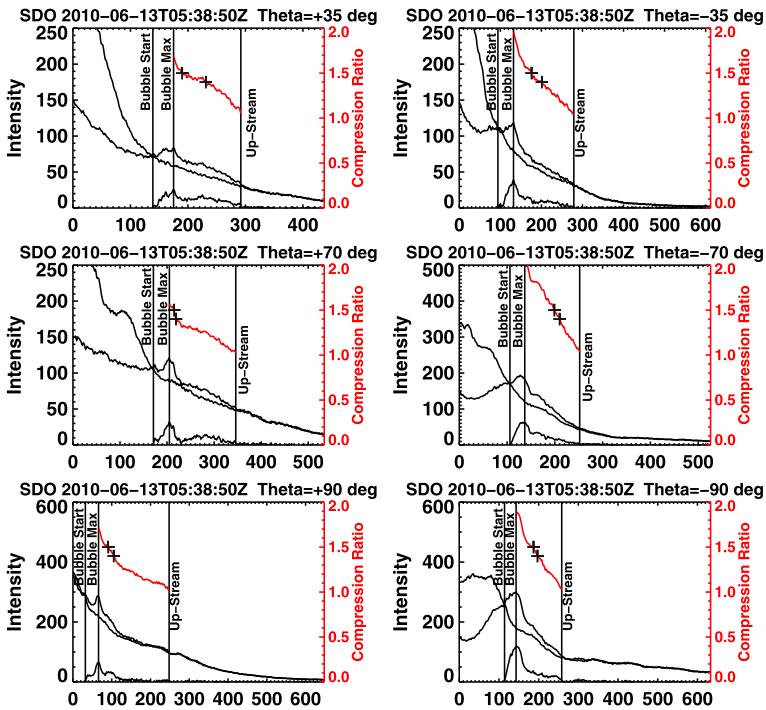 SDO 2010−06−13T05:38:50Z Theta=+35 deg
250
200
150
100
50
0
Intensity
Bubble Start
Bubble Max
Up−Stream
2.0
1.5
1.0
0.5
0.0
Compression Ratio
0 100 200 300 400
SDO 2010−06−13T05:38:50Z Theta=−35 deg
250
200
150
100
50
0
Intensity
Bubble Start
Bubble Max
Up−Stream
2.0
1.5
1.0
0.5
0.0
Compression Ratio
0 100 200 300 400 500 600
SDO 2010−06−13T05:38:50Z Theta=+70 deg
250
200
150
100
50
0
Intensity
Bubble Start
Bubble Max
Up−Stream
2.0
1.5
1.0
0.5
0.0
Compression Ratio
0 100 200 300 400 500
SDO 2010−06−13T05:38:50Z Theta=−70 deg
500
400
300
200
100
0
Intensity
Bubble Start
Bubble Max
Up−Stream
2.0
1.5
1.0
0.5
0.0
Compression Ratio
0 100 200 300 400 500
SDO 2010−06−13T05:38:50Z Theta=+90 deg
600
400
200
0
Intensity
Bubble Start
Bubble Max
Up−Stream
2.0
1.5
1.0
0.5
0.0
Compression Ratio
0 100 200 300 400 500 600
SDO 2010−06−13T05:38:50Z Theta=−90 deg
600
400
200
0
Intensity
Bubble Start
Bubble Max
Up−Stream
2.0
1.5
1.0
0.5
0.0
Compression Ratio
0 100 200 300 400 500 600